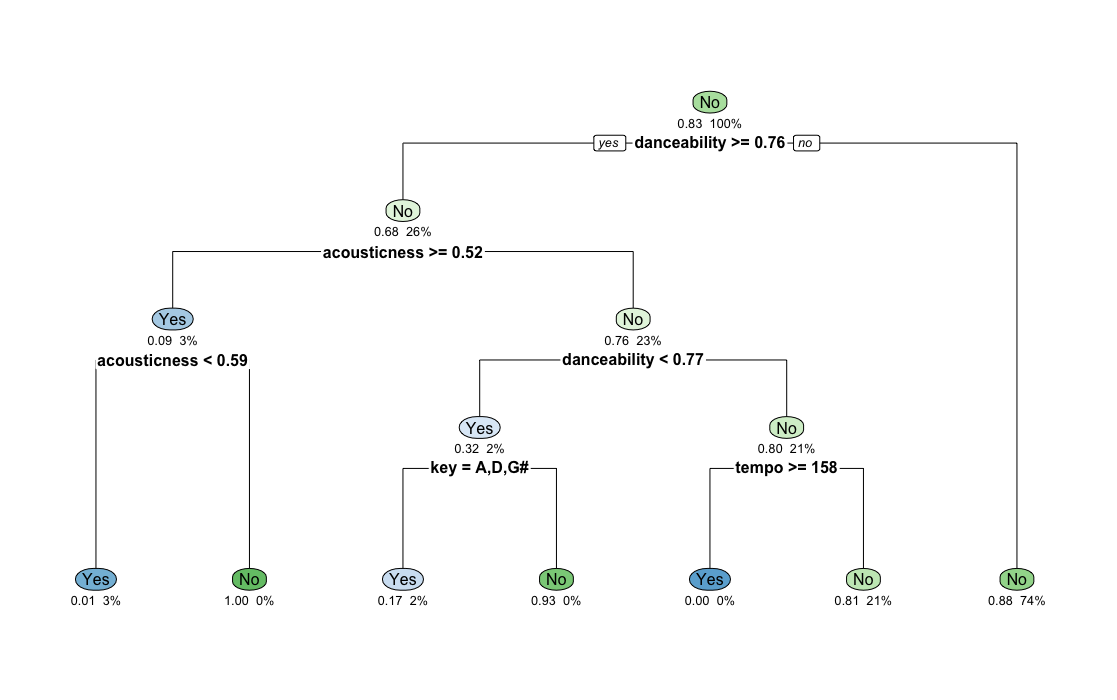 No
0.83 100%
yes danceability >= 0.76 no
No
0.68 26%
acousticness >= 0.52
Yes No
0.09 3% 0.76 23%
acousticness < 0.59 danceability < 0.77
Yes No
0.32 2% 0.80 21%
key = A,D,G# tempo >= 158
Yes No Yes No Yes No No
0.01 3% 1.00 0% 0.17 2% 0.93 0% 0.00 0% 0.81 21% 0.88 74%